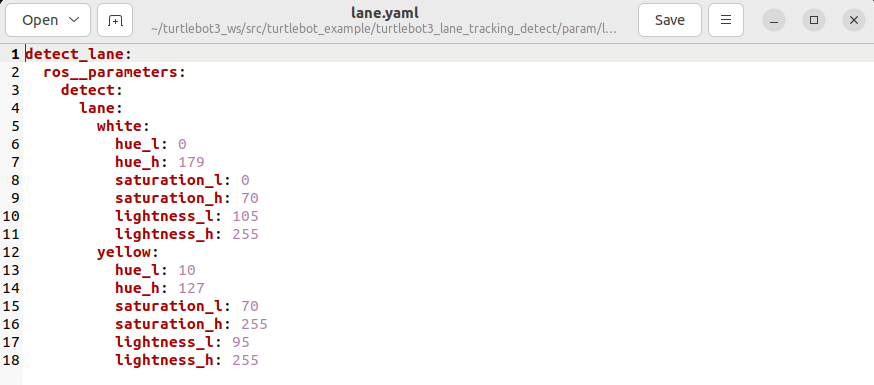 Open
lane.yaml
~/turtlebot3_ws/src/turtlebot_example/turtlebot3_lane_tracking_detect/param/l...
Save
1 detect_lane:
2 ros__parameters:
3 detect:
4 lane:
5 white:
6 hue_l: 0
7 hue_h: 179
8 saturation_l: 0
9 saturation_h: 70
10 lightness_l: 105
11 lightness_h: 255
12 yellow:
13 hue_l: 10
14 hue_h: 127
15 saturation_l: 70
16 saturation_h: 255
17 lightness_l: 95
18 lightness_h: 255